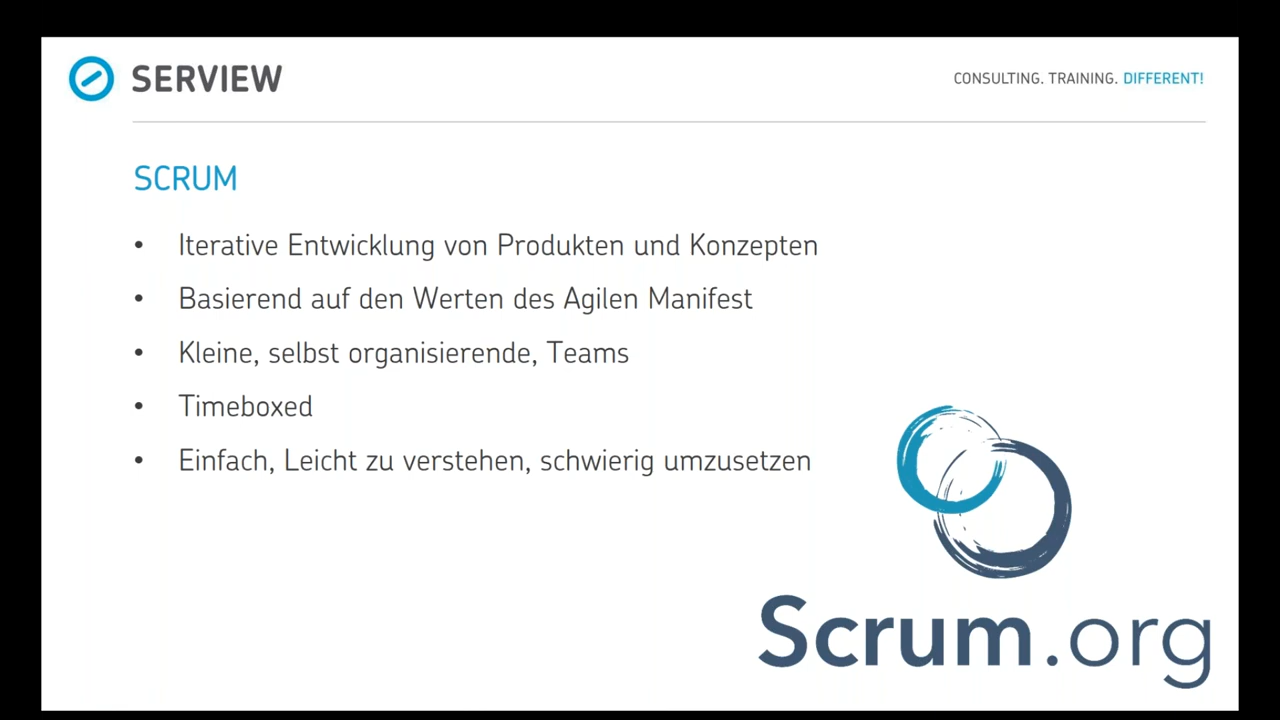 SERVIEW
CONSULTING. TRAINING. DIFFERENT!
SCRUM
• Iterative Entwicklung von Produkten und Konzepten
• Basierend auf den Werten des Agilen Manifest
• Kleine, selbst organisierende, Teams
• Timeboxed
• Einfach, Leicht zu verstehen, schwierig umzusetzen
Scrum.org